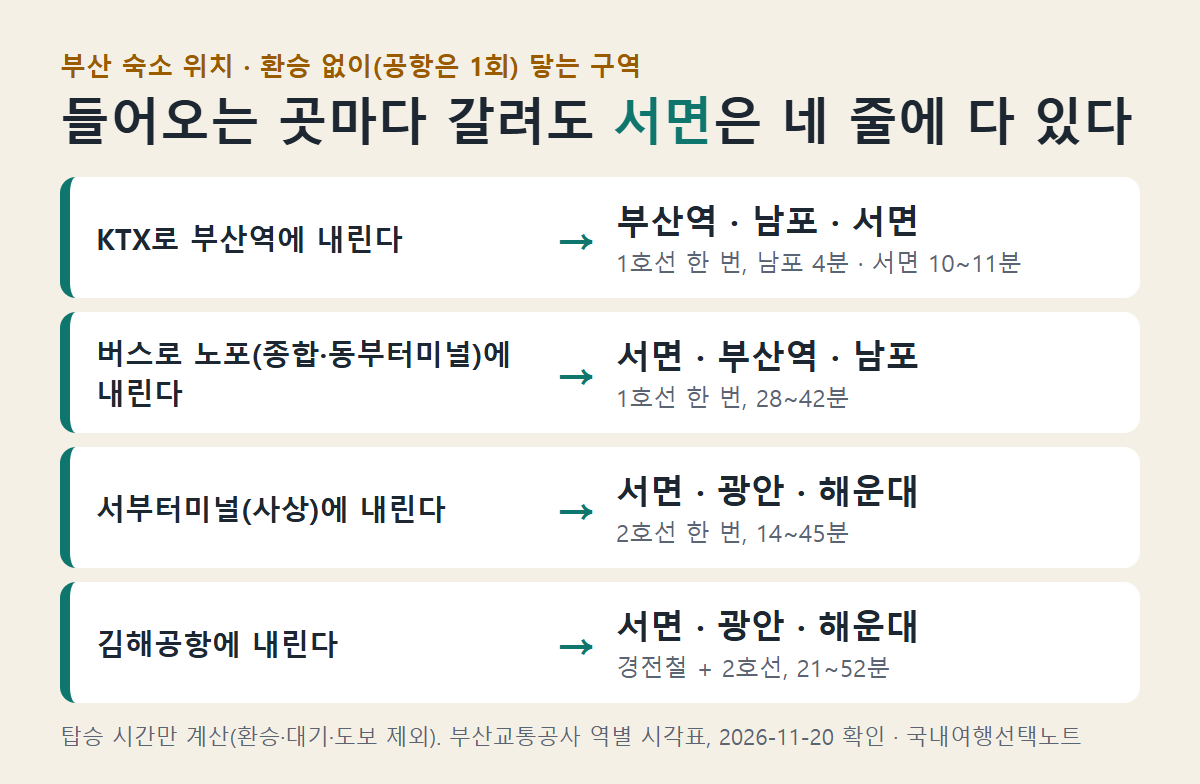 부산 숙소 위치 · 환승 없이(공항은 1회) 닿는 구역
들어오는 곳마다 갈려도 서면은 네 줄에 다 있다
KTX로 부산역에 내린다
→
부산역 · 남포 · 서면
1호선 한 번, 남포 4분 · 서면 10~11분
버스로 노포(종합·동부터미널)에
내린다
→
서면 · 부산역 · 남포
1호선 한 번, 28~42분
서부터미널(사상)에 내린다
→
서면 · 광안 · 해운대
2호선 한 번, 14~45분
김해공항에 내린다
→
서면 · 광안 · 해운대
경전철 + 2호선, 21~52분
탑승 시간만 계산(환승·대기·도보 제외). 부산교통공사 역별 시각표, 2026-11-20 확인 · 국내여행선택노트